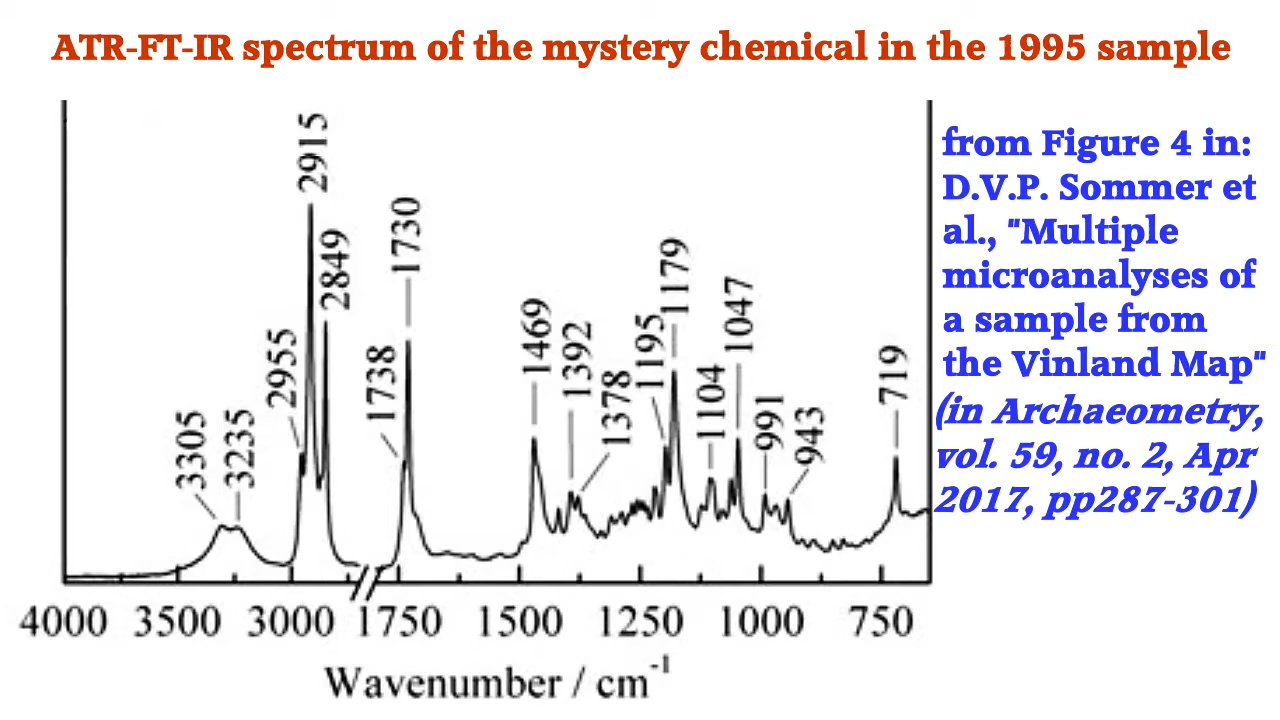 ATR-FT-IR spectrum of the mystery chemical in the 1995 sample
from Figure 4 in:
D.V.P. Sommer et
al., "Multiple
microanalyses of
a sample from
the Vinland Map"
(in Archaeometry,
vol. 59, no. 2, Apr
2017, pp287-301)
3305
3235
2955
2915
2849
1738
1730
1469
1392
1378
1195
1179
1104
1047
991
943
719
4000 3500 3000 1750 1500 1250 1000 750
Wavenumber / cm⁻¹